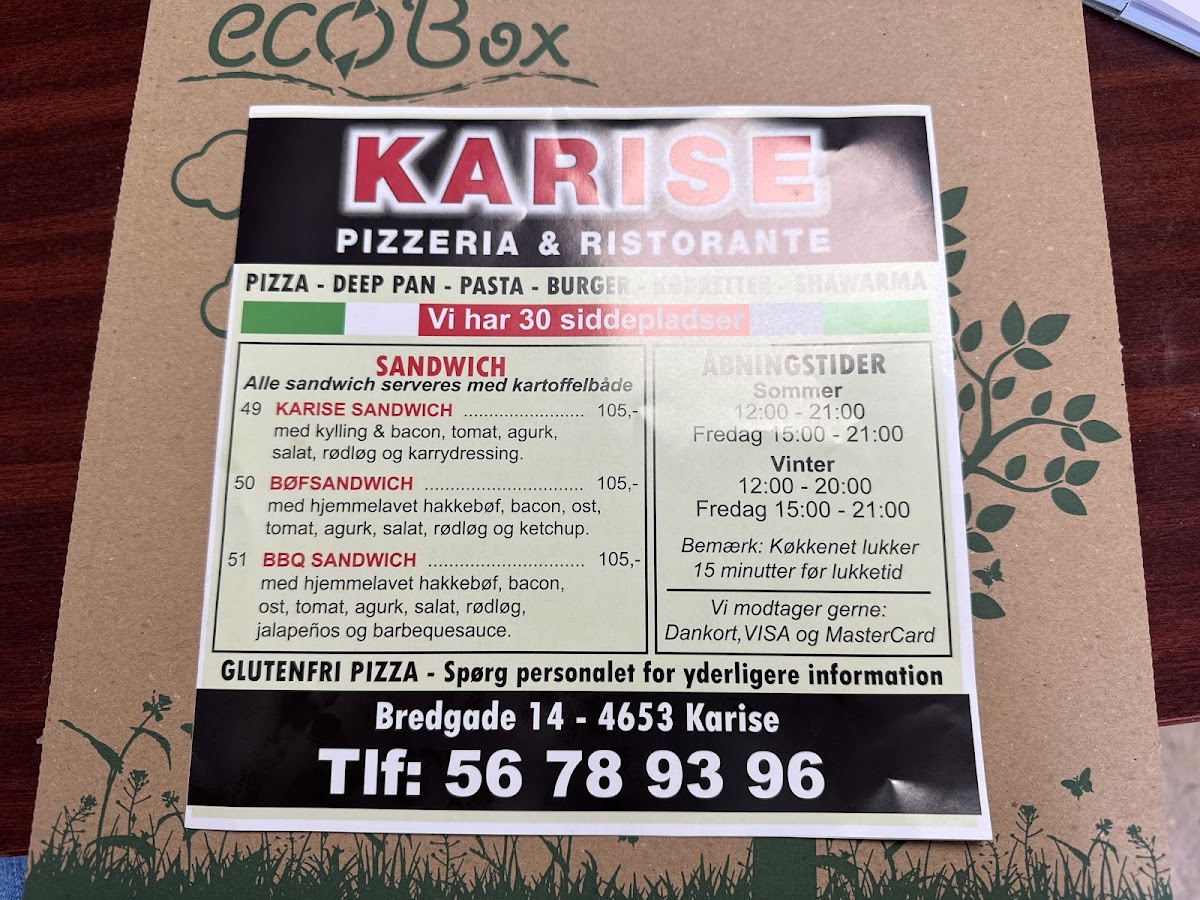 ecoBox
KARISE
PIZZERIA & RISTORANTE
PIZZA - DEEP PAN - PASTA - BURGER - KØDRETTER - SHAWARMA
Vi har 30 siddepladser
SANDWICH
Alle sandwich serveres med kartoffelbåde
49 KARISE SANDWICH ........................ 105,-
med kylling & bacon, tomat, agurk,
salat, rødløg og karrydressing.
50 BØFSANDWICH ................................ 105,-
med hjemmelavet hakkebøf, bacon, ost,
tomat, agurk, salat, rødløg og ketchup.
51 BBQ SANDWICH ............................... 105,-
med hjemmelavet hakkebøf, bacon,
ost, tomat, agurk, salat, rødløg,
jalapeños og barbequesauce.
ÅBNINGSTIDER
Sommer
12:00 - 21:00
Fredag 15:00 - 21:00
Vinter
12:00 - 20:00
Fredag 15:00 - 21:00
Bemærk: Køkkenet lukker
15 minutter før lukketid
Vi modtager gerne:
Dankort,VISA og MasterCard
GLUTENFRI PIZZA - Spørg personalet for yderligere information
Bredgade 14 - 4653 Karise
Tlf: 56 78 93 96